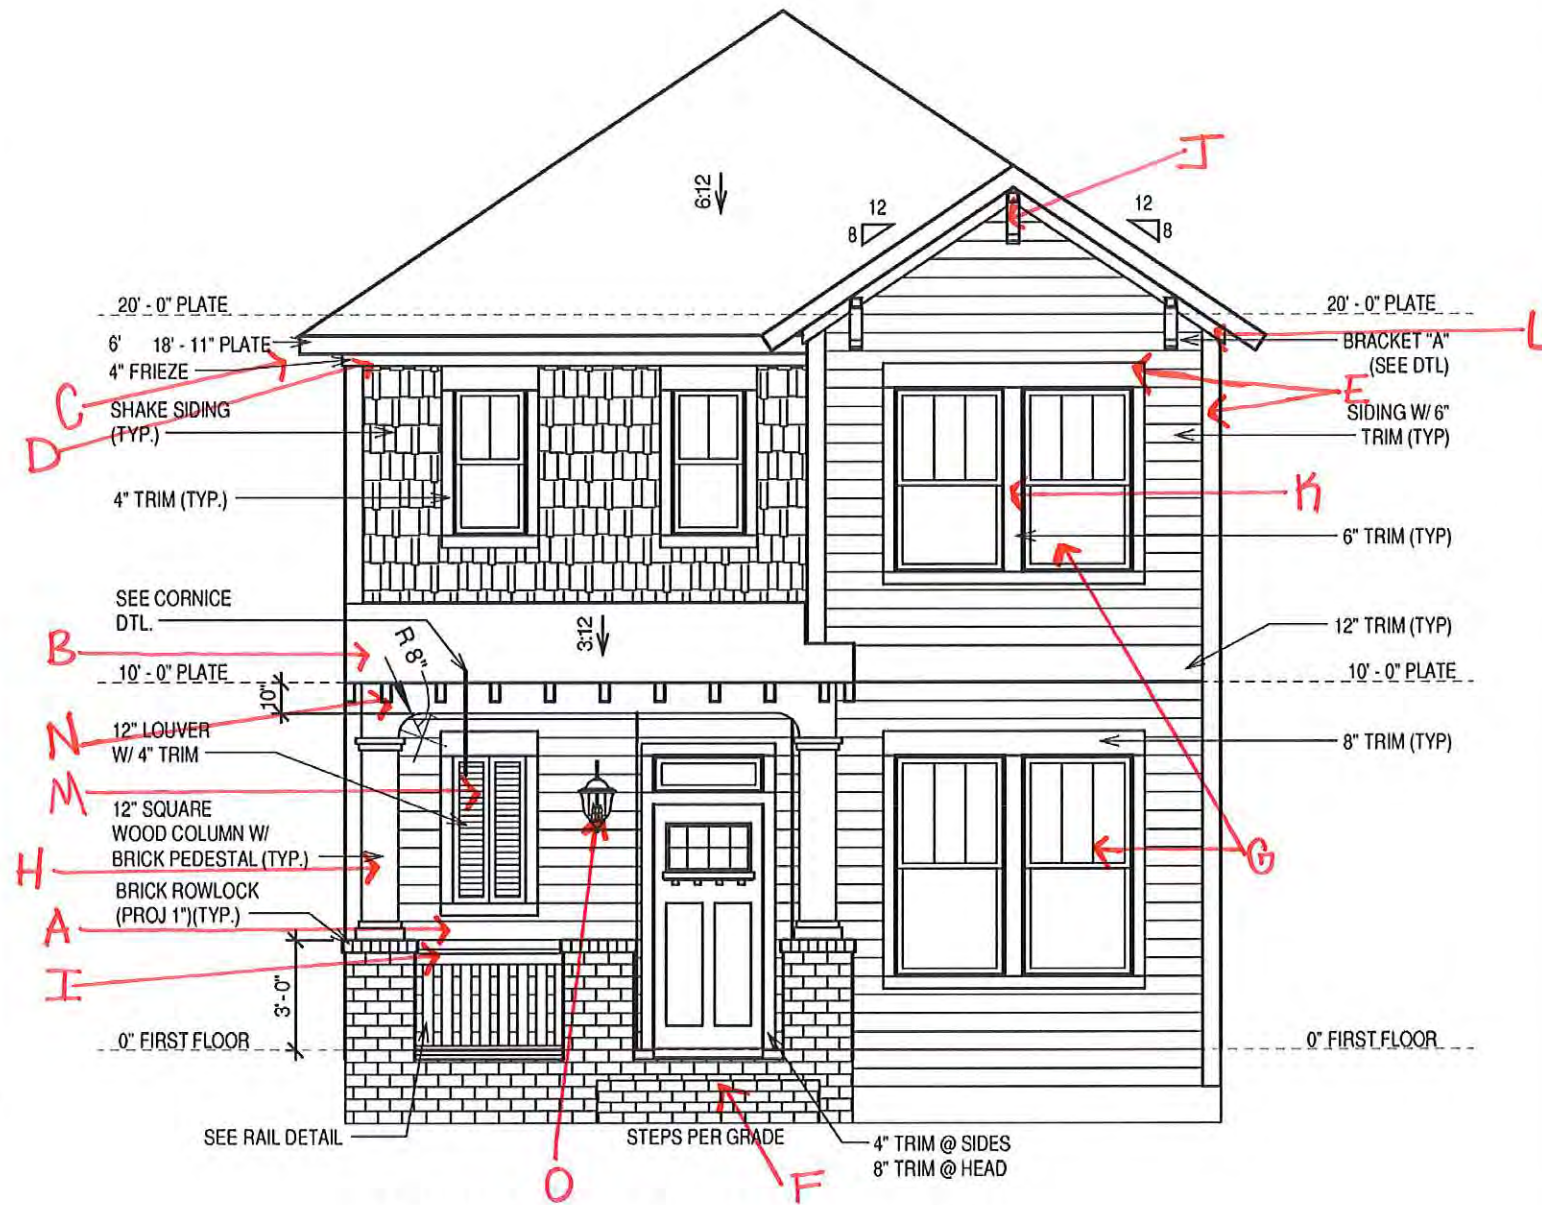 J
6:12
12
8
12
8
20' - 0" PLATE
20' - 0" PLATE
L
6' 18' - 11" PLATE
BRACKET "A"
(SEE DTL)
4" FRIEZE
C
E
SHAKE SIDING
(TYP.)
SIDING W/ 6"
TRIM (TYP)
D
4" TRIM (TYP.)
K
6" TRIM (TYP)
SEE CORNICE
DTL.
3:12
R 8"
12" TRIM (TYP)
B
10' - 0" PLATE
10' - 0" PLATE
10"
N
12" LOUVER
W/ 4" TRIM
8" TRIM (TYP)
M
12" SQUARE
WOOD COLUMN W/
BRICK PEDESTAL (TYP.)
G
H
BRICK ROWLOCK
(PROJ 1")(TYP.)
A
I
3'-0"
0" FIRST FLOOR
0" FIRST FLOOR
SEE RAIL DETAIL
STEPS PER GRADE
4" TRIM @ SIDES
8" TRIM @ HEAD
O
F